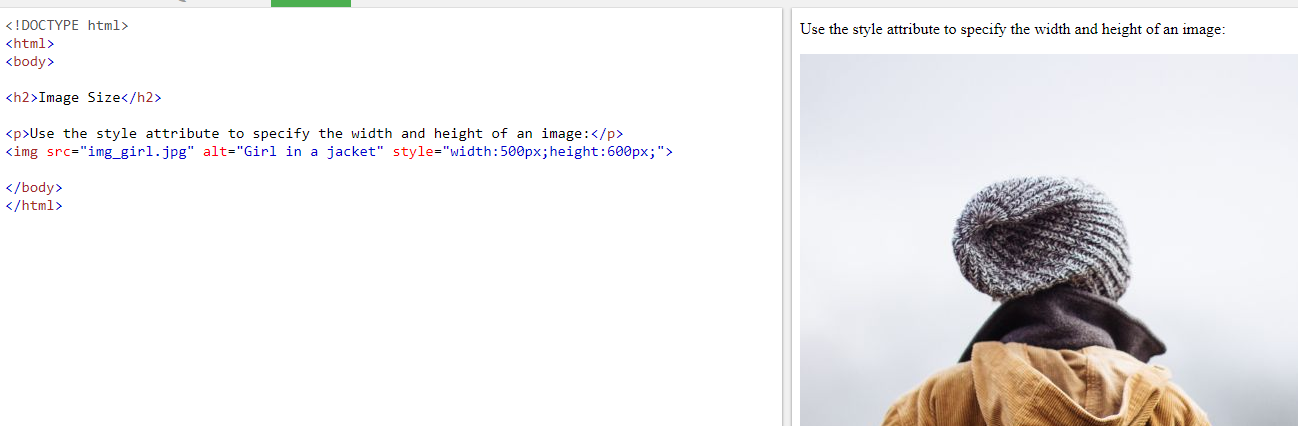 <!DOCTYPE html>
<html>
<body>
<h2>Image Size</h2>
<p>Use the style attribute to specify the width and height of an image:</p>
<img src="img_girl.jpg" alt="Girl in a jacket" style="width:500px;height:600px;">
</body>
</html>
Use the style attribute to specify the width and height of an image: